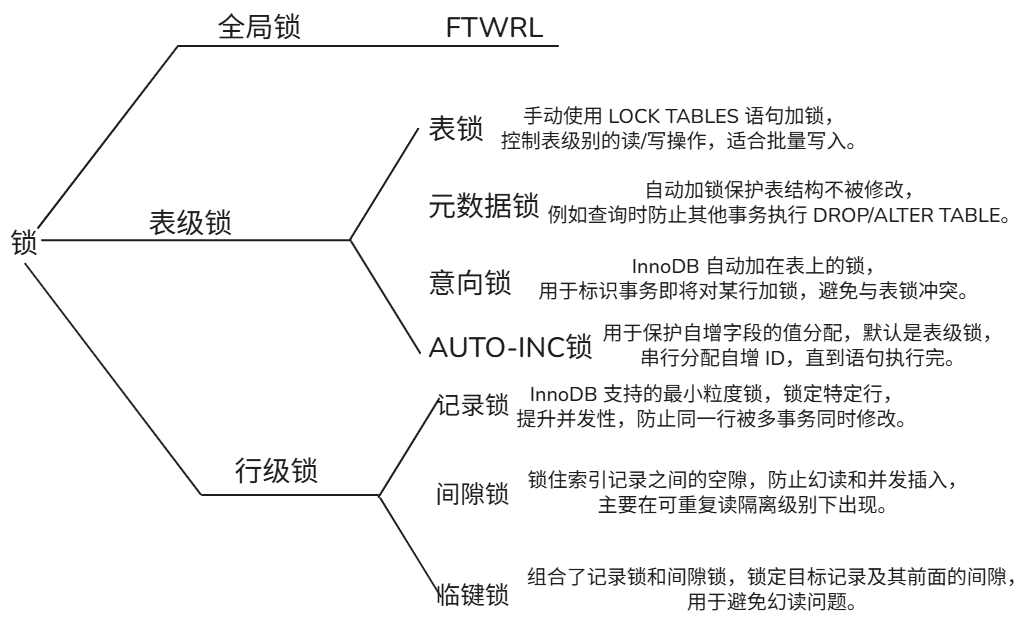 全局锁 FTWRL
表锁
手动使用 LOCK TABLES 语句加锁，
控制表级别的读/写操作，适合批量写入。
元数据锁
自动加锁保护表结构不被修改，
例如查询时防止其他事务执行 DROP/ALTER TABLE。
表级锁
锁
意向锁
InnoDB 自动加在表上的锁，
用于标识事务即将对某行加锁，避免与表锁冲突。
AUTO-INC锁
用于保护自增字段的值分配，默认是表级锁，
串行分配自增 ID，直到语句执行完。
记录锁
InnoDB 支持的最小粒度锁，锁定特定行，
提升并发性，防止同一行被多事务同时修改。
行级锁
间隙锁
锁住索引记录之间的空隙，防止幻读和并发插入，
主要在可重复读隔离级别下出现。
临键锁
组合了记录锁和间隙锁，锁定目标记录及其前面的间隙，
用于避免幻读问题。